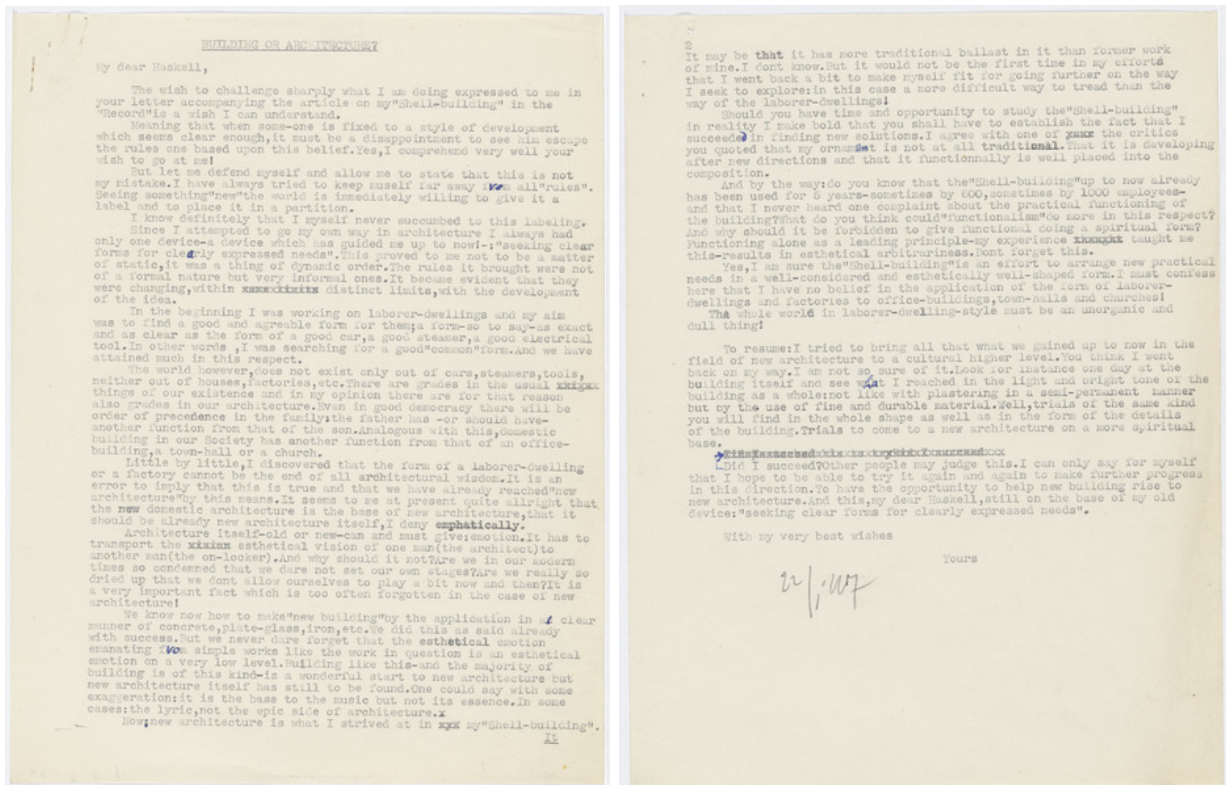 BUILDING OR ARCHITECTURE?
My dear Haskell,
The wish to challenge sharply what I am doing expressed to me in
your letter accompanying the article on my"Shell-building" in the
"Record"is a wish I can understand.
Meaning that when some-one is fixed to a style of development
which seems clear enough,it must be a disappointment to see him escape
the rules one based upon this belief.Yes,I comprehend very well your
wish to go at me!
But let me defend myself and allow me to state that this is not
my mistake.I have always tried to keep muself far away from all"rules".
Seeing something"new"the world is immediately willing to give it a
label and to place it in a partition.
I know definitely that I myself never succumbed to this labeling.
Since I attempted to go my own way in architecture I always had
only one device-a device which has guided me up to nowi-:"seeking clear
forms for clearly expressed needs".This proved to me not to be a matter
of static,it was a thing of dynamic order.The rules it brought were not
of a formal nature but very informal ones.It became evident that they
were changing,within distinct limits,with the development
of the idea.
In the beginning I was working on laborer-dwellings and my aim
was to find a good and agreable form for them;a form-so to say-as exact
and as clear as the form of a good car,a good steamer,a good electrical
tool.In other words ,I was searching for a good"common"form.And we have
attained much in this respect.
The world however,does not exist only out of cars,steamers,tools,
neither out of houses,factories,etc.There are grades in the usual
things of our existence and in my opinion there are for that reason
also grades in our architecture.Even in good democracy there will be
order of precedence in the family:the father has -or should have-
another function from that of the son.Analogous with this,domestic
building in our Society has another function from that of an office-
building,a town-hall or a church.
Little by little,I discovered that the form of a laborer-dwelling
or a factory cannot be the end of all architectural wisdom.It is an
error to imply that this is true and that we have already reached"new
architecture"by this means.It seems to me at present quite allright that
the new domestic architecture is the base of new architecture,that it
should be already new architecture itself,I deny emphatically.
Architecture itself-old or new-can and must give:emotion.It has to
transport the esthetical vision of one man(the architect)to
another man(the on-looker).And why should it not?Are we in our modern
times so condemned that we dare not set our own stages?Are we really so
dried up that we dont allow ourselves to play a bit now and then?It is
a very important fact which is too often forgotten in the case of new
architecture!
We know now how to make"new building"by the application in a clear
manner of concrete,plate-glass,iron,etc.We did this as said already
with success.But we never dare forget that the esthetical emotion
emanating from simple works like the work in question is an esthetical
emotion on a very low level.Building like this-and the majority of
building is of this kind-is a wonderful start to new architecture but
new architecture itself has still to be found.One could say with some
exaggeration:it is the bass to the music but not its essence.In some
cases:the lyric,not the epic side of architecture.
Now;new architecture is what I strived at in my"Shell-building".
It
2
It may be that it has more traditional ballast in it than former work
of mine.I dont know.But it would not be the first time in my efforts
that I went back a bit to make myself fit for going further on the way
I seek to explore:in this case a more difficult way to tread than the
way of the laborer-dwellings!
Should you have time and opportunity to study the"Shell-building"
in reality I make bold that you shall have to establish the fact that I
succeeded in finding new solutions.I agree with one of the critics
you quoted that my ornament is not at all traditional.That it is developing
after new directions and that it functionnally is well placed into the
composition.
And by the way:do you know that the"Shell-building"up to now already
has been used for 5 years-sometimes by 600,sometimes by 1000 employees-
and that I never heard one complaint about the practical functioning of
the building?What do you think could"functionalism"do more in this respect?
And why should it be forbidden to give functional doing a spiritual form?
Functioning alone as a leading principle-my experience taught me
this-results in esthetical arbitrariness.Dont forget this.
Yes,I am sure the"Shell-building"is an effort to arrange new practical
needs in a well-considered and esthetically well-shaped form.I must confess
here that I have no belief in the application of the form of laborer-
dwellings and factories to office-buildings,town-halls and churches!
The whole world in laborer-dwelling-style must be an unorganic and
dull thing!
To resume:I tried to bring all that what we gained up to now in the
field of new architecture to a cultural higher level.You think I went
back on my way.I am not so sure of it.Look for instance one day at the
building itself and see what I reached in the light and bright tone of the
building as a whole:not like with plastering in a semi-permanent manner
but by the use of fine and durable material.Well,trials of the same kind
you will find in the whole shape as well as in the form of the details
of the building.Trials to come to a new architecture on a more spiritual
base.
Did I succeed?Other people may judge this.I can only say for myself
that I hope to be able to try it again and again to make further progress
in this direction.To have the opportunity to help new building rise to
new architecture.And this,my dear Haskell,still on the base of my old
device:"seeking clear forms for clearly expressed needs".
With my very best wishes
Yours